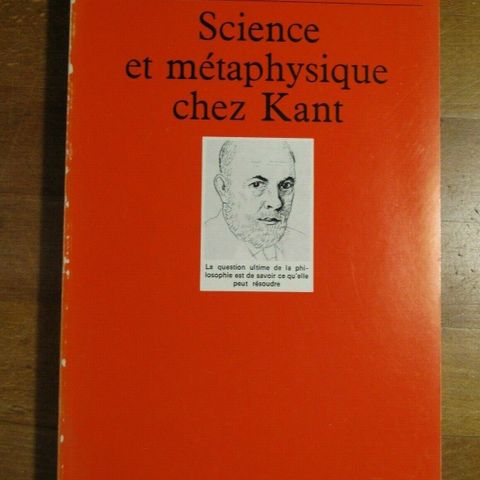 Science
et métaphysique
chez Kant
La question ultime de la phi-
losophie est de savoir ce qu'elle
peut résoudre